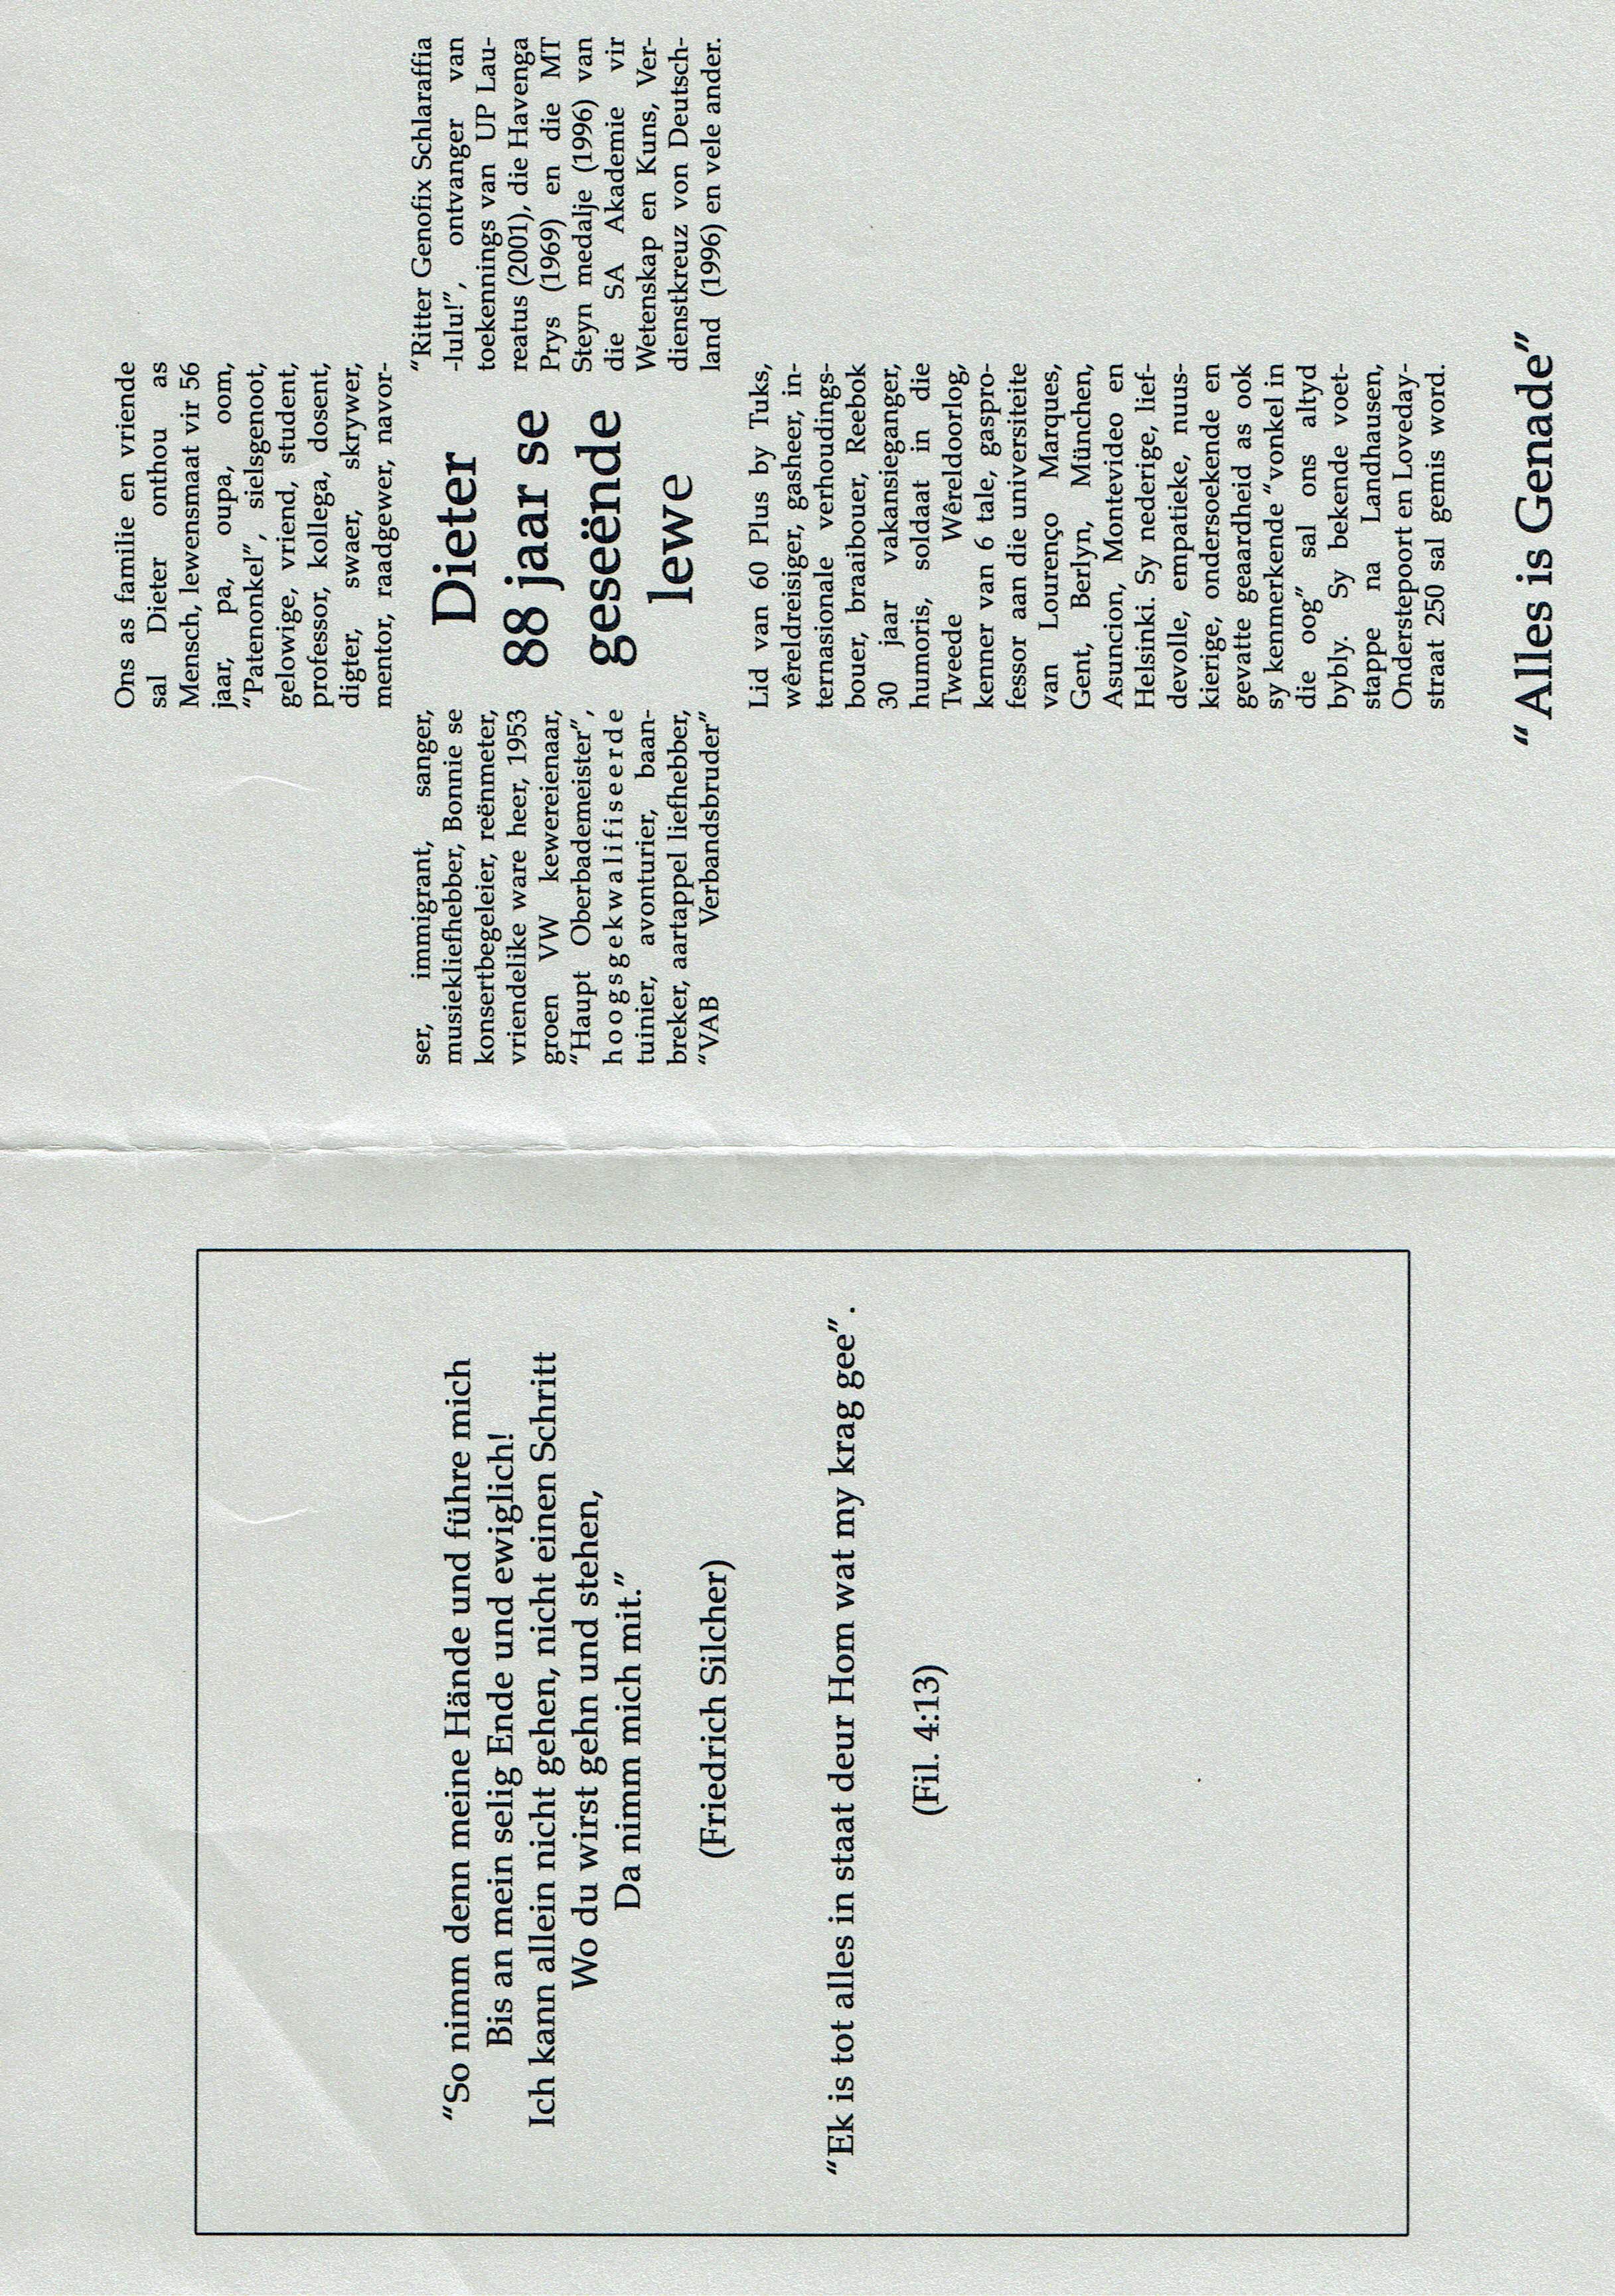 “So nimm denn meine Hände und führe mich
Bis an mein selig Ende und ewiglich!
Ich kann allein nicht gehen, nicht einen Schritt
Wo du wirst gehn und stehen,
Da nimm mich mit.”
(Friedrich Silcher)
“Ek is tot alles in staat deur Hom wat my krag gee” .
(Fil. 4:13)
Ons as familie en vriende
sal Dieter onthou as
Mensch, lewensmaat vir 56
jaar, pa, oupa, oom,
“Patenonkel”, sielsgenoot,
gelowige, vriend, student,
professor, kollega, dosent,
digter, swaer, skrywer,
mentor, raadgewer, navor-
ser, immigrant, sanger,
musiekliefhebber, Bonnie se
konsertbegeleier, reënmeter,
vriendelike ware heer, 1953
groen VW kewereienaar,
“Haupt Oberbademeister”,
hoogsgekwalifiseerde
tuinier, avonturier, baan-
breker, aartappel liefhebber,
“VAB Verbandsbruder”
Dieter
88 jaar se
geseënde
lewe
“Ritter Genofix Schlaraffia
-lulu!”, ontvanger van
toekennings van UP Lau-
reatus (2001), die Havenga
Prys (1969) en die MT
Steyn medalje (1996) van
die SA Akademie vir
Wetenskap en Kuns, Ver-
dienstkreuz von Deutsch-
land (1996) en vele ander.
Lid van 60 Plus by Tuks,
wêreldreisiger, gasheer, in-
ternasionale verhoudings-
bouer, braaibouer, Reebok
30 jaar vakansieganger,
humoris, soldaat in die
Tweede Wêreldoorlog,
kenner van 6 tale, gaspro-
fessor aan die universiteite
van Lourenço Marques,
Gent, Berlyn, München,
Asuncion, Montevideo en
Helsinki. Sy nederige, lief-
devolle, empatieke, nuus-
kierige, ondersoekende en
gevatte geaardheid as ook
sy kenmerkende “vonkel in
die oog” sal ons altyd
bybly. Sy bekende voet-
stappe na Landhausen,
Onderstepoort en Loveday-
straat 250 sal gemis word.
“Alles is Genade”